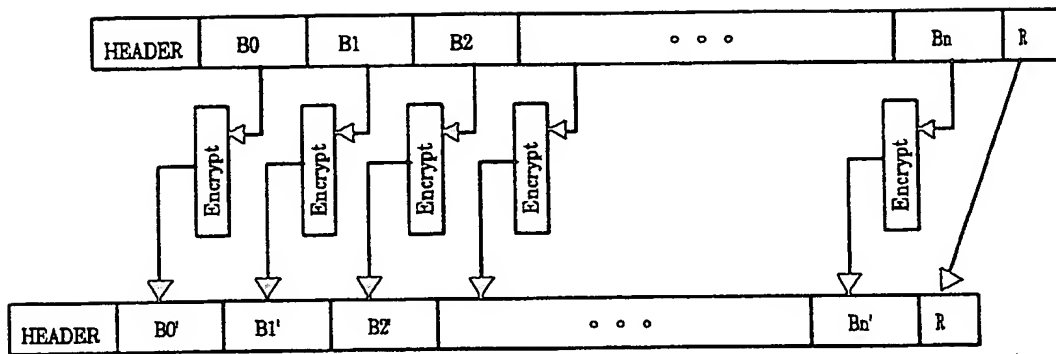 HEADER B0 B1 B2 ∘ ∘ ∘ Bn R
Encrypt Encrypt Encrypt Encrypt Encrypt
HEADER B0' B1' B2' ∘ ∘ ∘ Bn' R